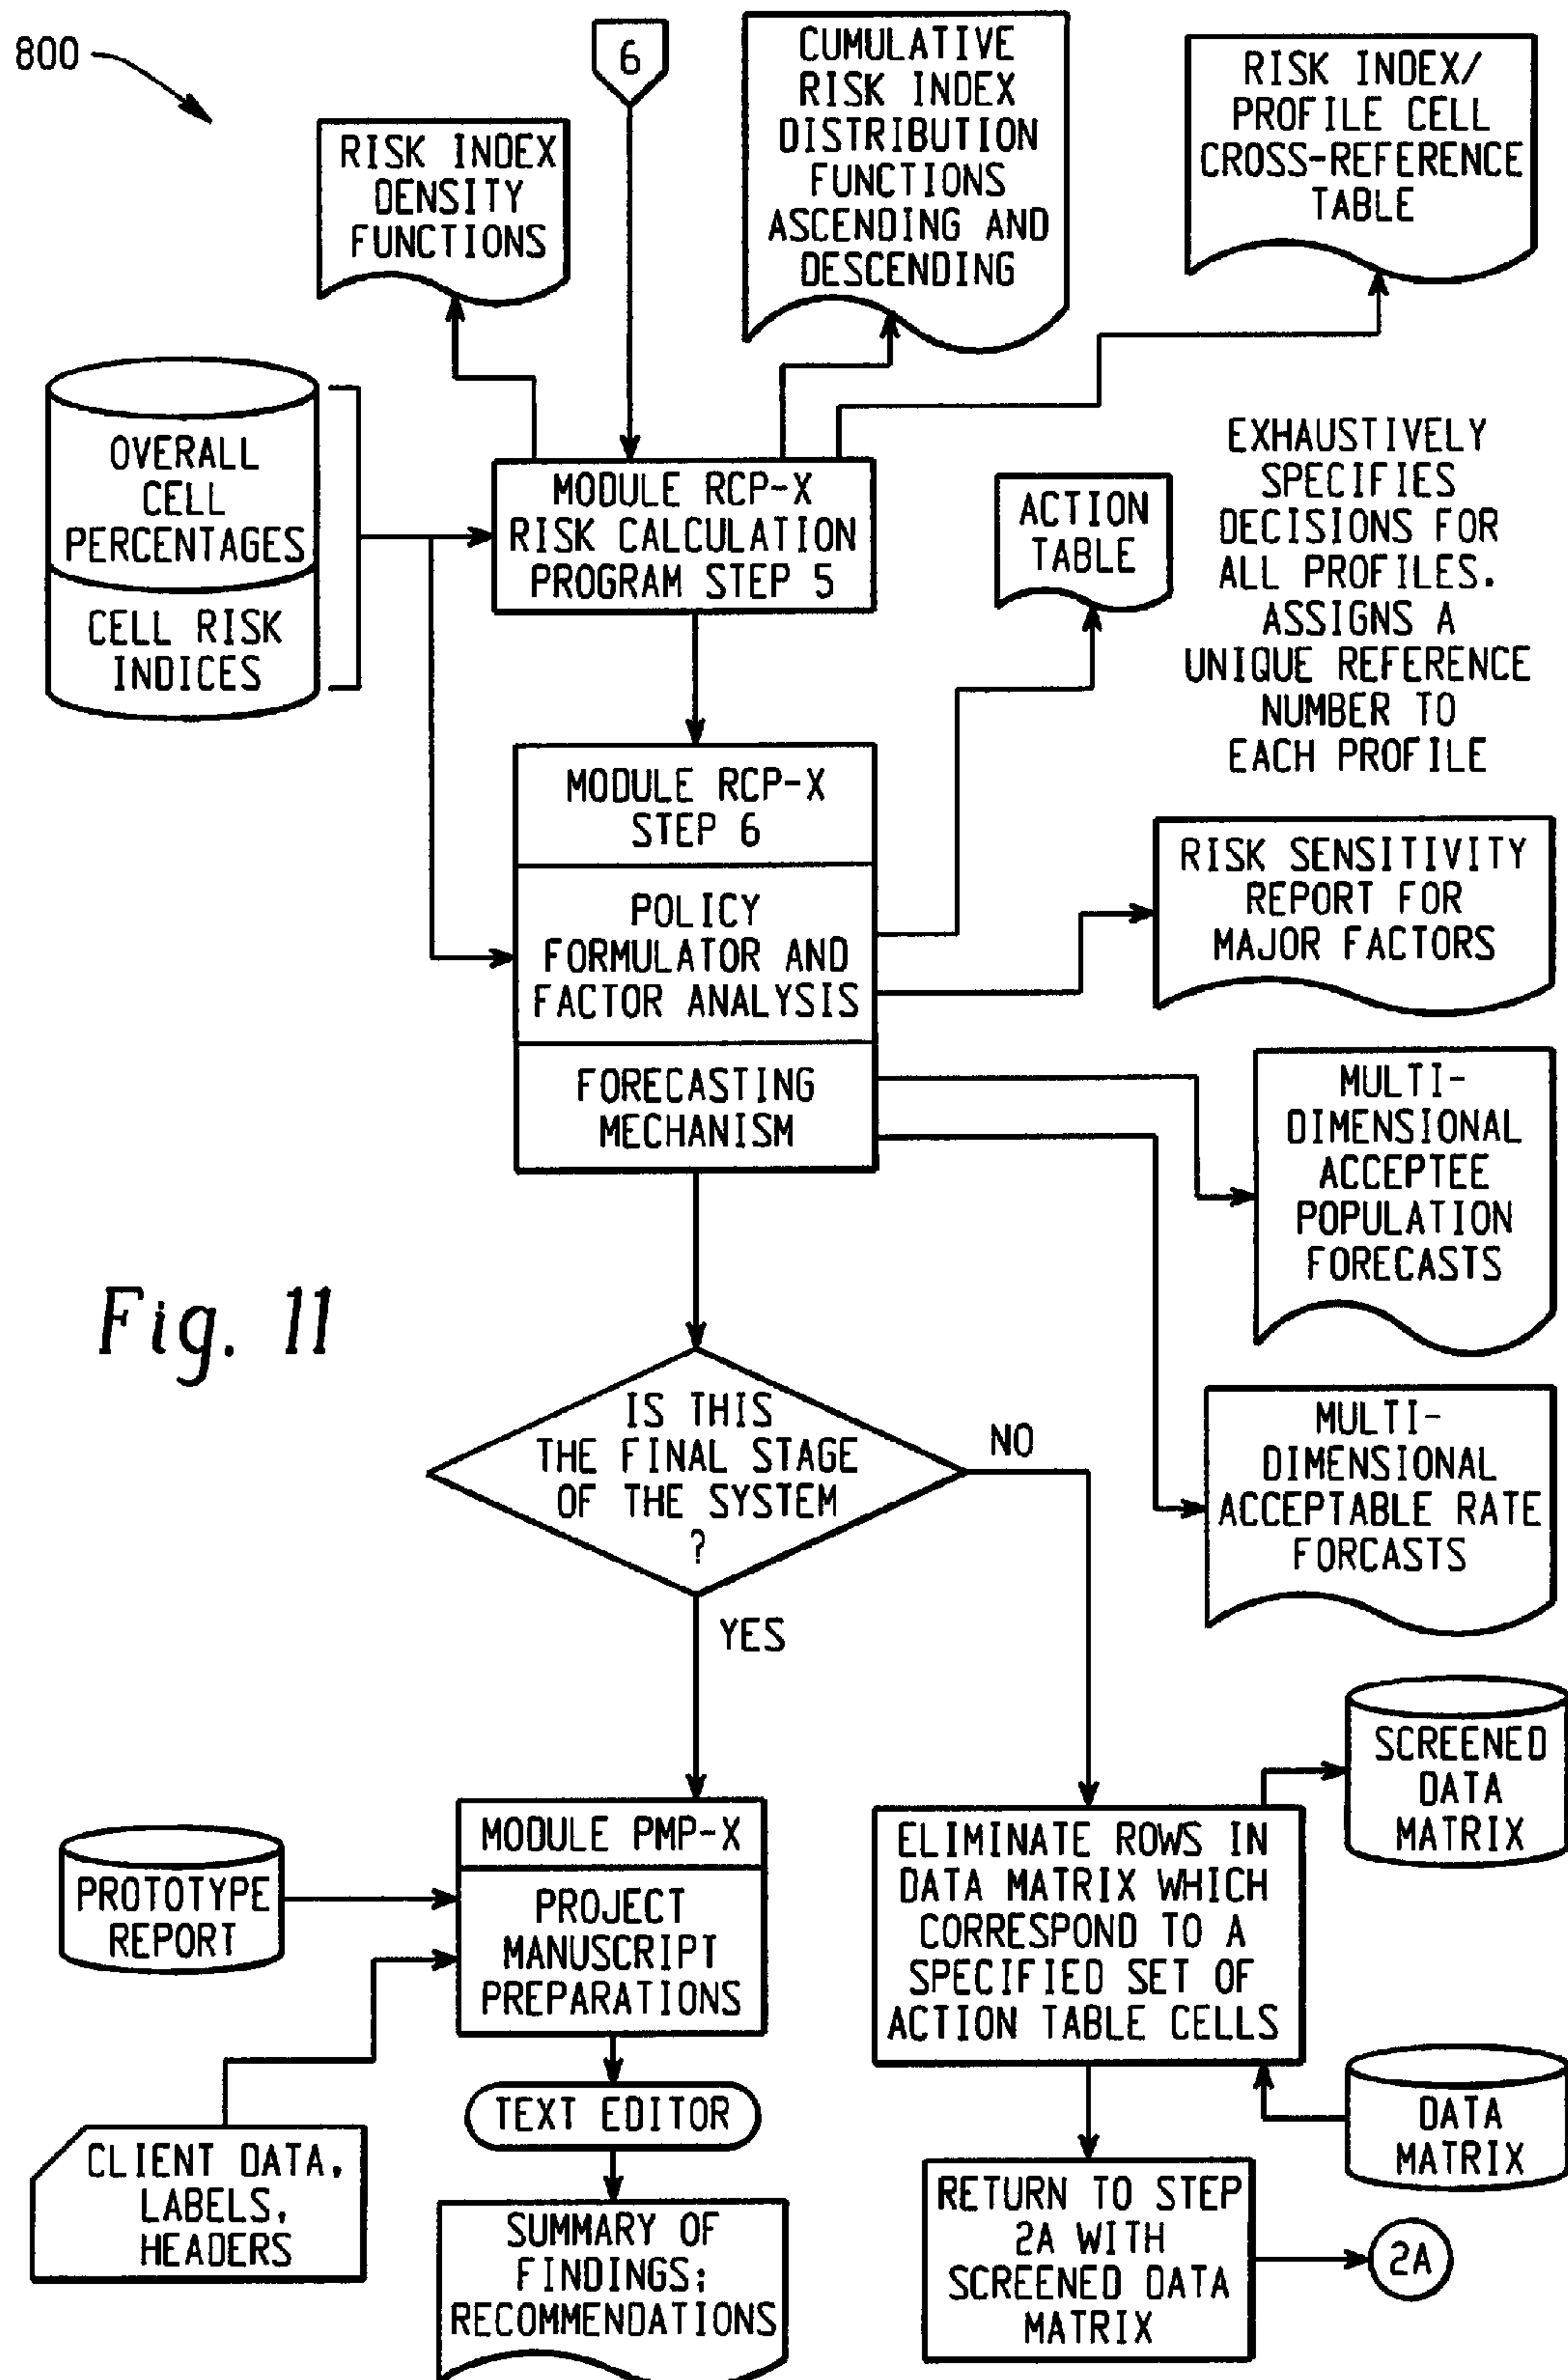 800
6
RISK INDEX
DENSITY
FUNCTIONS
CUMULATIVE
RISK INDEX
DISTRIBUTION
FUNCTIONS
ASCENDING AND
DESCENDING
RISK INDEX/
PROFILE CELL
CROSS-REFERENCE
TABLE
OVERALL
CELL
PERCENTAGES
CELL RISK
INDICES
MODULE RCP-X
RISK CALCULATION
PROGRAM STEP 5
ACTION
TABLE
EXHAUSTIVELY
SPECIFIES
DECISIONS FOR
ALL PROFILES.
ASSIGNS A
UNIQUE REFERENCE
NUMBER TO
EACH PROFILE
MODULE RCP-X
STEP 6
POLICY
FORMULATOR AND
FACTOR ANALYSIS
FORECASTING
MECHANISM
RISK SENSITIVITY
REPORT FOR
MAJOR FACTORS
MULTI-
DIMENSIONAL
ACCEPTEE
POPULATION
FORECASTS
Fig. 11
IS THIS
THE FINAL STAGE
OF THE SYSTEM
?
NO
YES
MULTI-
DIMENSIONAL
ACCEPTABLE RATE
FORCASTS
SCREENED
DATA
MATRIX
MODULE PMP-X
PROJECT
MANUSCRIPT
PREPARATIONS
PROTOTYPE
REPORT
ELIMINATE ROWS IN
DATA MATRIX WHICH
CORRESPOND TO A
SPECIFIED SET OF
ACTION TABLE CELLS
DATA
MATRIX
TEXT EDITOR
CLIENT DATA,
LABELS,
HEADERS
SUMMARY OF
FINDINGS;
RECOMMENDATIONS
RETURN TO STEP
2A WITH
SCREENED DATA
MATRIX
2A